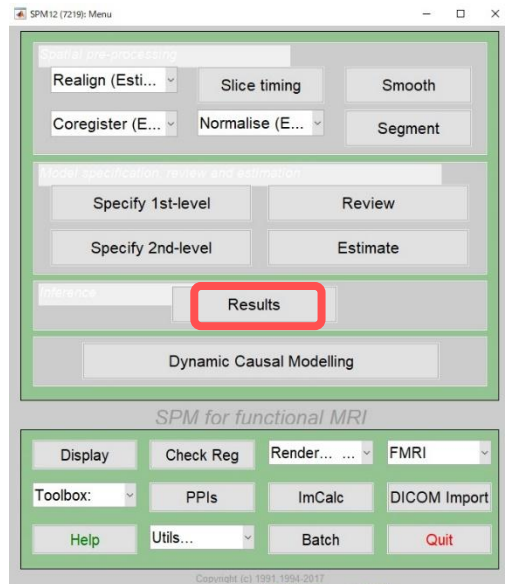 SPM12 (7219): Menu
Spatial pre-processing
Realign (Esti...
Slice timing
Smooth
Coregister (E...
Normalise (E...
Segment
Model specification, review and estimation
Specify 1st-level
Review
Specify 2nd-level
Estimate
Inference
Results
Dynamic Causal Modelling
SPM for functional MRI
Display
Check Reg
Render... ...
FMRI
Toolbox:
PPIs
ImCalc
DICOM Import
Help
Utils...
Batch
Quit
Copyright (c) 1991,1994-2017